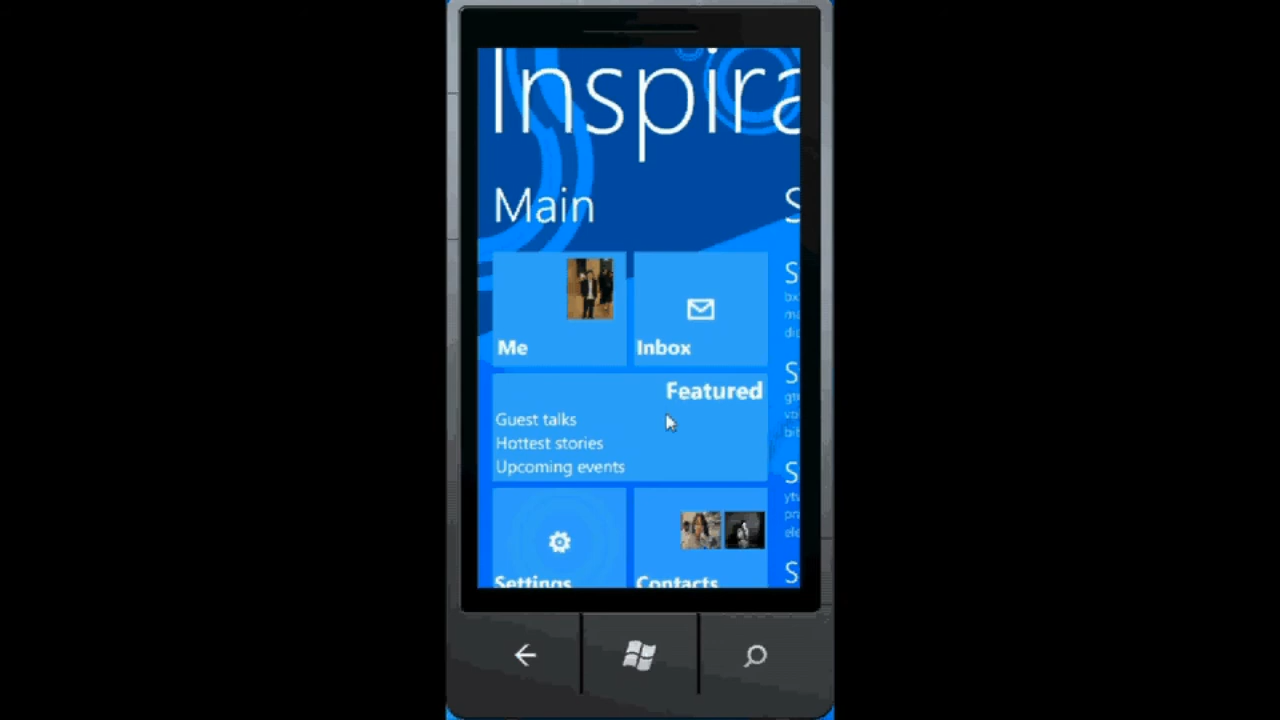 Inspira
Main
S
Me
Inbox
S
Featured
Guest talks
Hottest stories
Upcoming events
S
Settings
Contacts
S